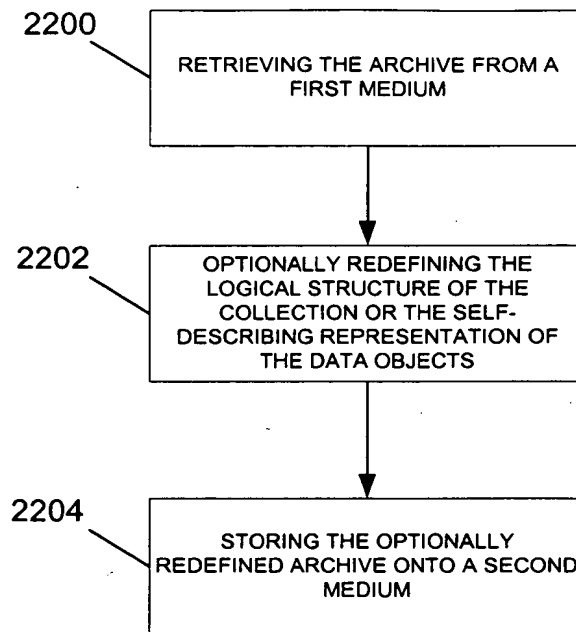 2200
RETRIEVING THE ARCHIVE FROM A
FIRST MEDIUM
2202
OPTIONALLY REDEFINING THE
LOGICAL STRUCTURE OF THE
COLLECTION OR THE SELF-
DESCRIBING REPRESENTATION OF
THE DATA OBJECTS
2204
STORING THE OPTIONALLY
REDEFINED ARCHIVE ONTO A SECOND
MEDIUM